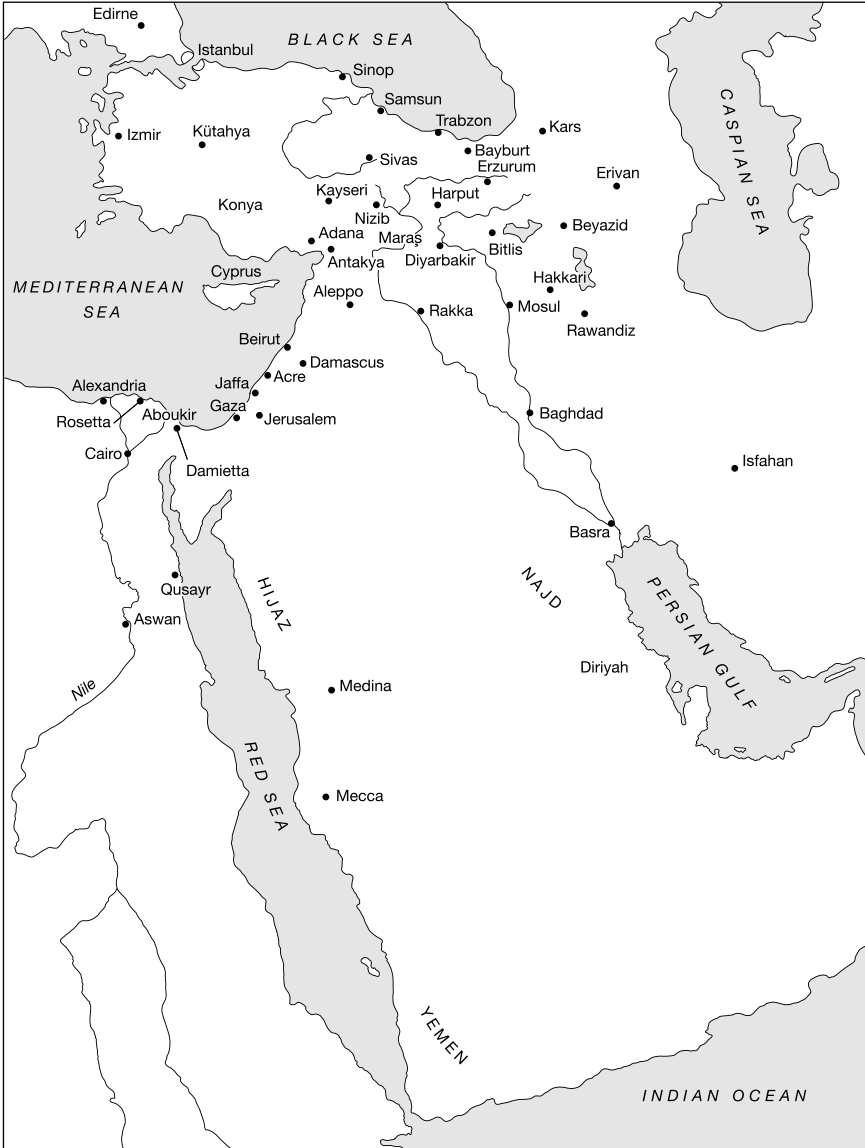 Edirne
BLACK SEA
Istanbul
Sinop
CASPIAN SEA
Samsun
Trabzon
Kars
Izmir
Kütahya
Bayburt
Sivas
Erzurum
Erivan
Kayseri
Harput
Konya
Nizib
Beyazid
Adana
Maraş
Bitlis
Antakya
Diyarbakir
Cyprus
Hakkari
MEDITERRANEAN
SEA
Aleppo
Rakka
Mosul
Rawandiz
Beirut
Damascus
Acre
Jaffa
Alexandria
Gaza
Aboukir
Baghdad
Rosetta
Jerusalem
Cairo
Isfahan
Damietta
Basra
Qusayr
HIJAZ
NAJD
PERSIAN GULF
Aswan
Diriyah
Nile
Medina
RED SEA
Mecca
YEMEN
INDIAN OCEAN